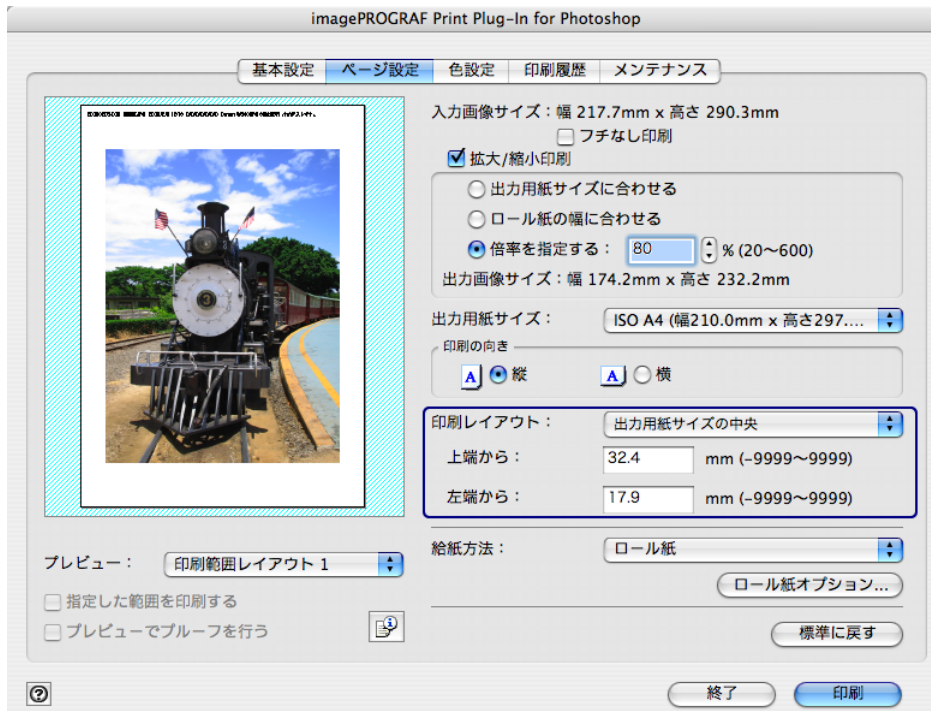 imagePROGRAF Print Plug-In for Photoshop
基本設定 ページ設定 色設定 印刷履歴 メンテナンス
入力画像サイズ：幅 217.7mm x 高さ 290.3mm
フチなし印刷
拡大/縮小印刷
出力用紙サイズに合わせる
ロール紙の幅に合わせる
倍率を指定する： 80 % (20〜600)
出力画像サイズ：幅 174.2mm x 高さ 232.2mm
出力用紙サイズ： ISO A4 (幅210.0mm x 高さ297....
印刷の向き
A 縦 A 横
印刷レイアウト： 出力用紙サイズの中央
上端から： 32.4 mm (-9999〜9999)
左端から： 17.9 mm (-9999〜9999)
給紙方法： ロール紙
ロール紙オプション...
標準に戻す
3
プレビュー： 印刷範囲レイアウト 1
指定した範囲を印刷する
プレビューでプルーフを行う
? 終了 印刷